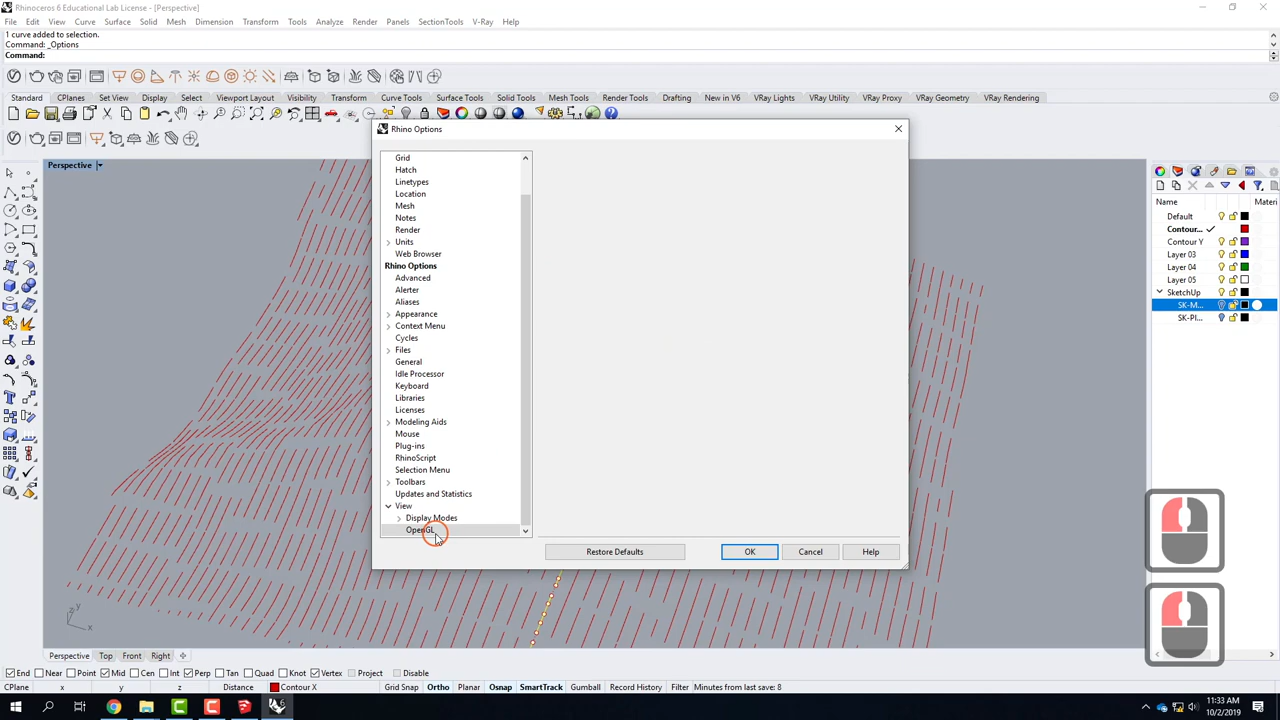 Rhinoceros 6 Educational Lab License - [Perspective]
File Edit View Curve Surface Solid Mesh Dimension Transform Tools Analyze Render Panels SectionTools V-Ray Help
1 curve added to selection.
Command: _Options
Command:
Standard CPlanes Set View Display Select Viewport Layout Visibility Transform Curve Tools Surface Tools Solid Tools Mesh Tools Render Tools Drafting New in V6 VRay Lights VRay Utility VRay Proxy VRay Geometry VRay Rendering
Rhino Options
Perspective
Grid
Hatch
Linetypes
Location
Mesh
Notes
Render
Units
Web Browser
Rhino Options
Advanced
Alerter
Aliases
Appearance
Context Menu
Cycles
Files
General
Idle Processor
Keyboard
Libraries
Licenses
Modeling Aids
Mouse
Plug-ins
RhinoScript
Selection Menu
Toolbars
Updates and Statistics
View
Display Modes
OpenGL
Restore Defaults OK Cancel Help
Name Materi
Default
Contour...
Contour Y
Layer 03
Layer 04
Layer 05
SketchUp
SK-M...
SK-Pl...
z y
x
Perspective Top Front Right
End Near Point Mid Cen Int Perp Tan Quad Knot Vertex Project Disable
CPlane x y z Distance Contour X Grid Snap Ortho Planar Osnap SmartTrack Gumball Record History Filter Minutes from last save: 8
11:33 AM
10/2/2019